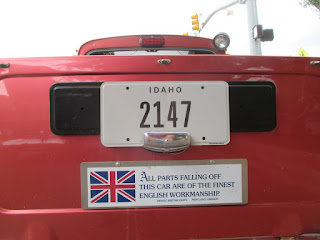 IDAHO
2147
ALL PARTS FALLING OFF
THIS CAR ARE OF THE FINEST
ENGLISH WORKMANSHIP.